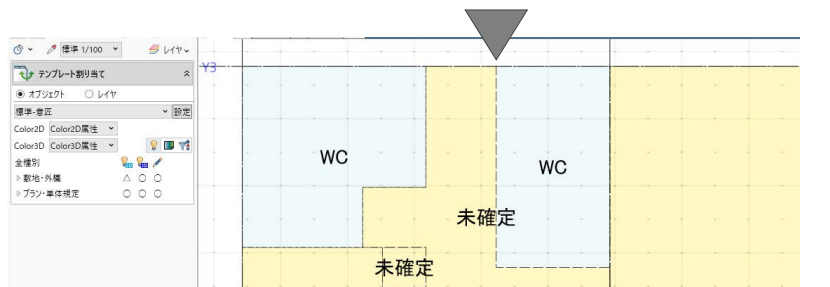 標準 1/100 レイヤ
テンプレート割り当て
オブジェクト レイヤ
標準-意匠 設定
Color2D Color2D属性
Color3D Color3D属性
全種別
敷地・外構 △ ○ ○
プラン・単体規定 ○ ○ ○
Y3
WC
WC
未確定
未確定